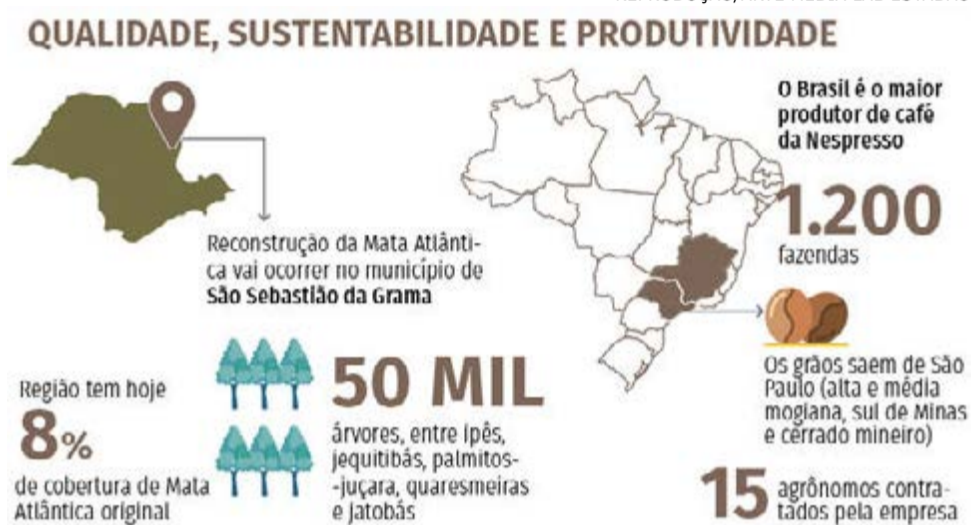 QUALIDADE, SUSTENTABILIDADE E PRODUTIVIDADE
Reconstrução da Mata Atlânti-
ca vai ocorrer no município de
São Sebastião da Grama
Região tem hoje
8%
de cobertura de Mata
Atlântica original
50 MIL
árvores, entre ipês,
jequitibás, palmitos-
-juçara, quaresmeiras
e jatobás
O Brasil é o maior
produtor de café
da Nespresso
1.200
fazendas
Os grãos saem de São
Paulo (alta e média
mogiana, sul de Minas
e cerrado mineiro)
15
agrônomos contra-
tados pela empresa